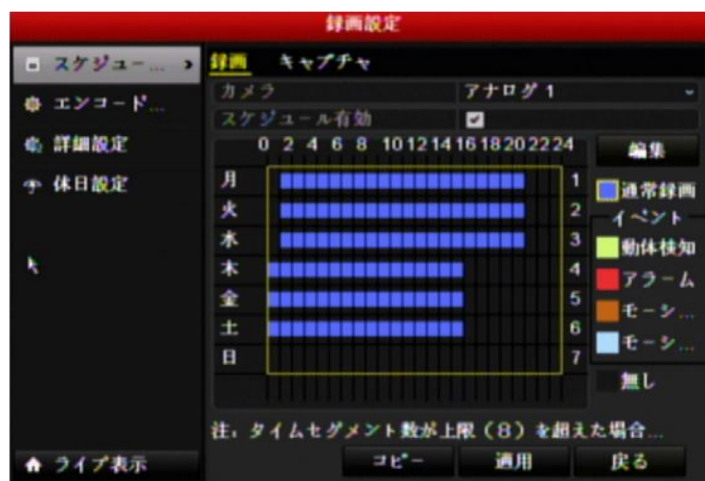 録画設定
スケジュー...
エンコード...
詳細設定
休日設定
ライブ表示
録画 キャプチャ
カメラ アナログ 1
スケジュール有効
0 2 4 6 8 10 12 14 16 18 20 22 24
月 1
火 2
水 3
木 4
金 5
土 6
日 7
編集
通常録画
イベント
動体検知
アラーム
モーシ...
モーシ...
無し
注: タイムセグメント数が上限（8）を超えた場合...
コピー 適用 戻る